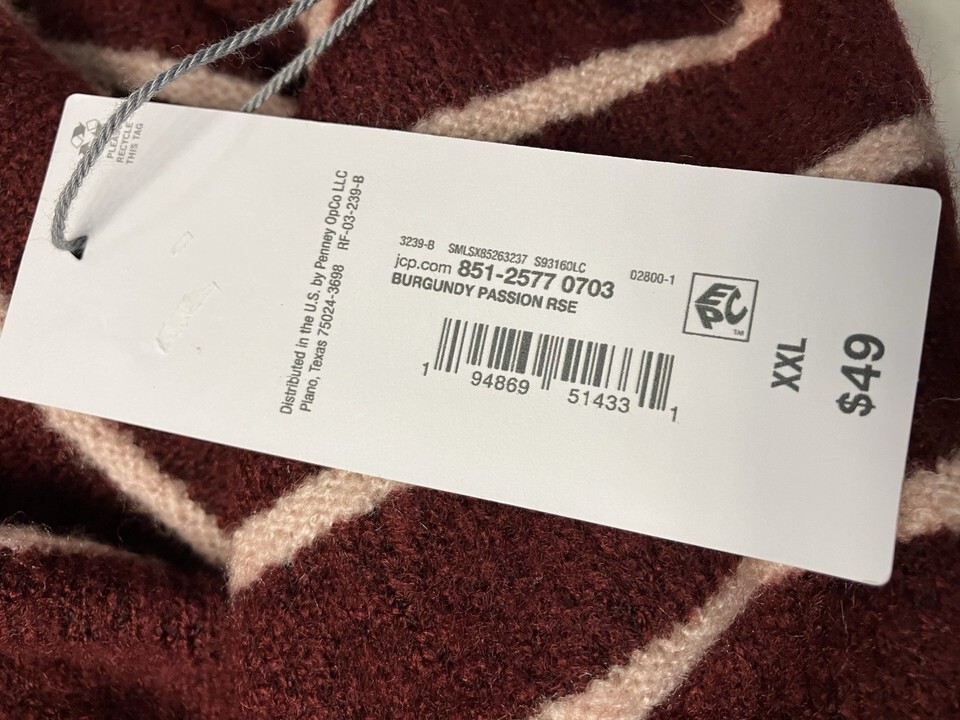 PLEASE
RECYCLE
THIS TAG
Distributed in the U.S. by Penney OpCo LLC
Plano, Texas 75024-3698 RF-03-239-B
3239-B SMLSX85263237 S93160LC 02800-1
jcp.com 851-2577 0703
BURGUNDY PASSION RSE
1 94869 51433 1
EPC™
XXL
$49